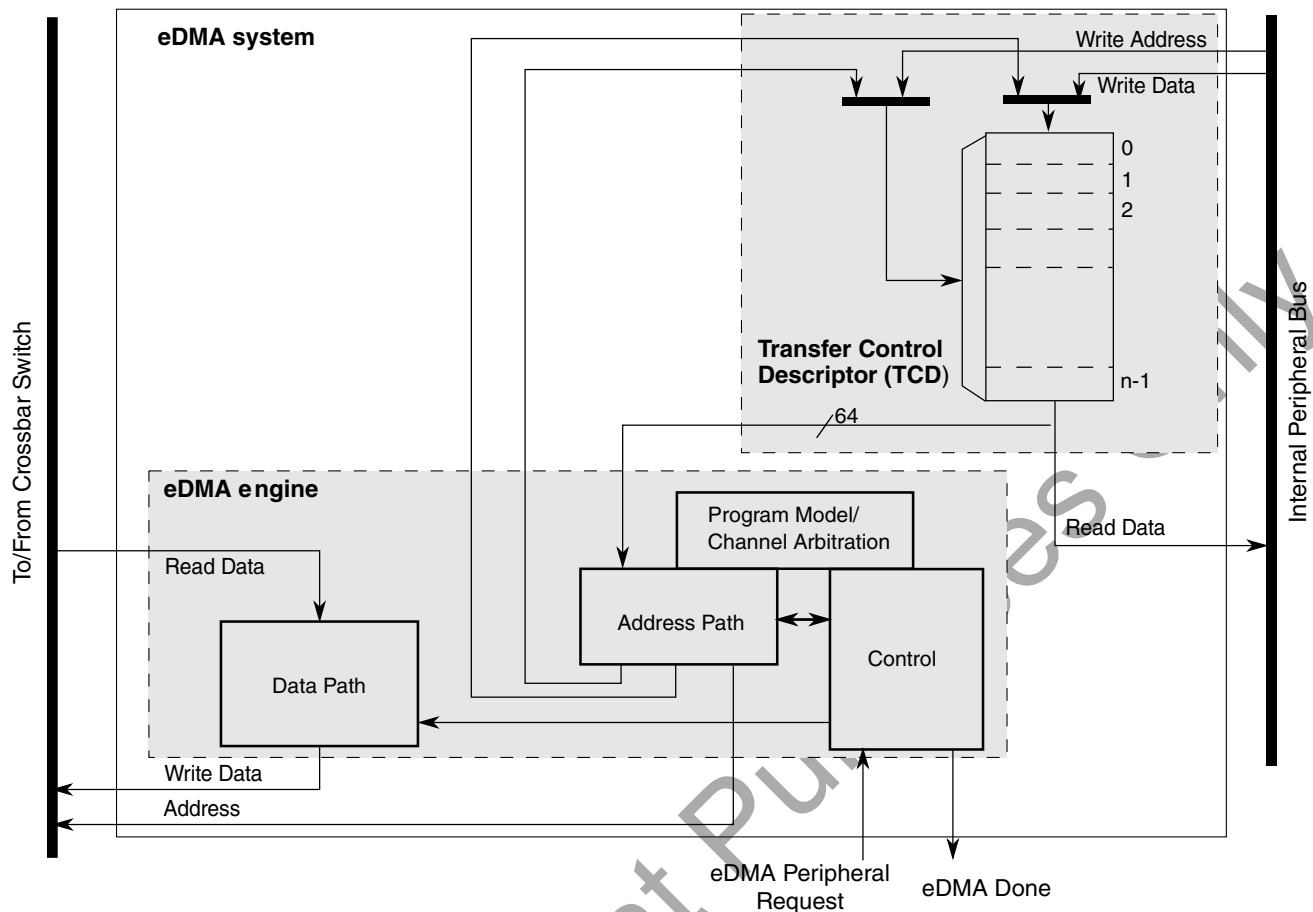 eDMA system
Write Address
Write Data
0
1
2
n-1
Transfer Control
Descriptor (TCD)
64
To/From Crossbar Switch
Internal Peripheral Bus
eDMA engine
Program Model/
Channel Arbitration
Read Data
Read Data
Address Path
Control
Data Path
Write Data
Address
eDMA Peripheral
Request
eDMA Done